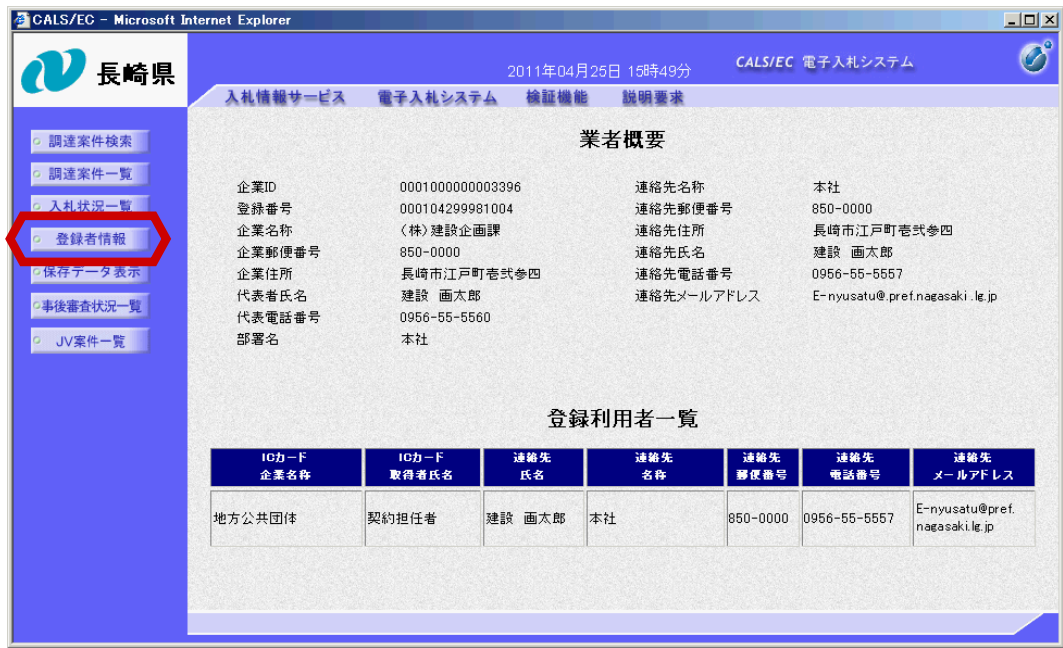 CALS/EC - Microsoft Internet Explorer
長崎県
2011年04月25日 15時49分
CALS/EC 電子入札システム
入札情報サービス 電子入札システム 検証機能 説明要求
調達案件検索
調達案件一覧
入札状況一覧
登録者情報
保存データ表示
事後審査状況一覧
JV案件一覧
業者概要
企業ID 0001000000003396 連絡先名称 本社
登録番号 000104299981004 連絡先郵便番号 850-0000
企業名称 (株)建設企画課 連絡先住所 長崎市江戸町壱弐参四
企業郵便番号 850-0000 連絡先氏名 建設 画太郎
企業住所 長崎市江戸町壱弐参四 連絡先電話番号 0956-55-5557
代表者氏名 建設 画太郎 連絡先メールアドレス E-nyusatu@.pref.nagasaki.lg.jp
代表電話番号 0956-55-5560
部署名 本社
登録利用者一覧
ICカード 企業名称 ICカード 取得者氏名 連絡先 氏名 連絡先 名称 連絡先 郵便番号 連絡先 電話番号 連絡先 メールアドレス
地方公共団体 契約担任者 建設 画太郎 本社 850-0000 0956-55-5557 E-nyusatu@pref.
nagasaki.lg.jp